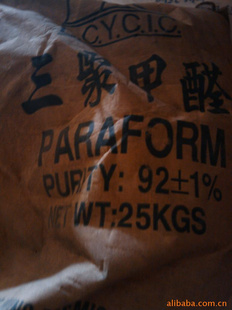 C.Y.C.I.C.
三聚甲醛
PARAFORM
PURITY: 92±1%
NET WT:25KGS
alibaba.com.cn